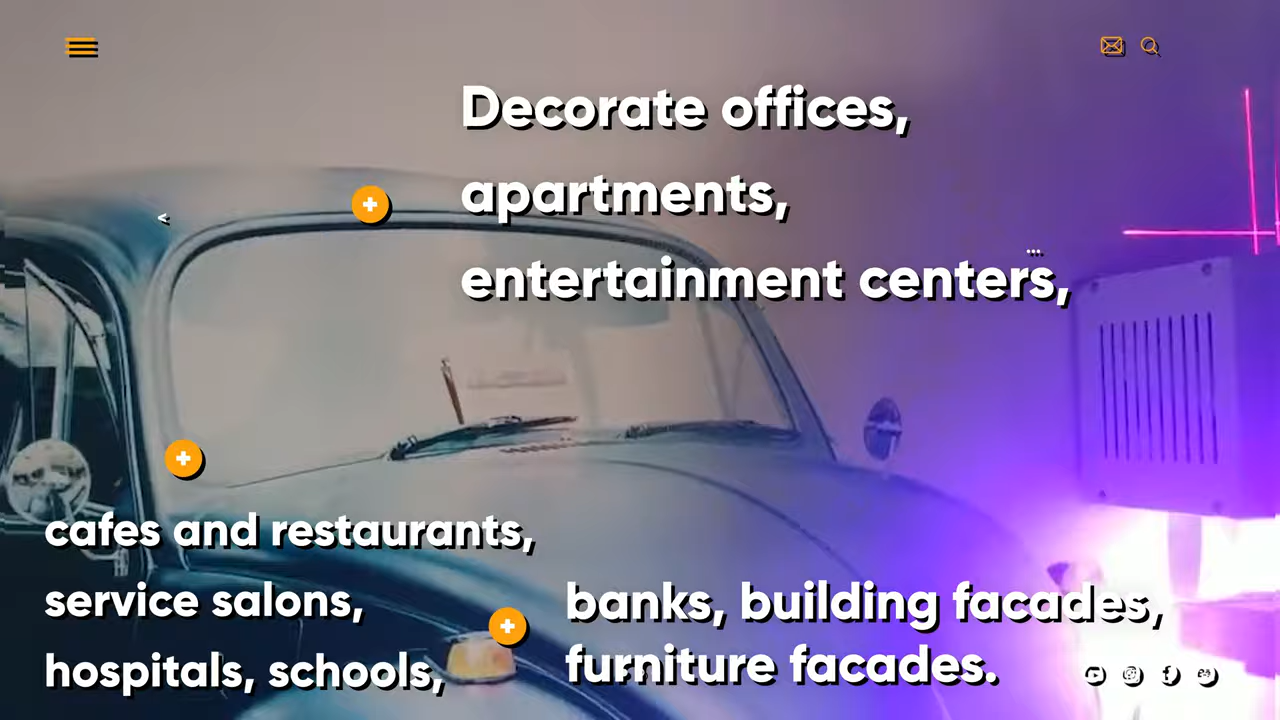 Decorate offices,
apartments,
entertainment centers,
cafes and restaurants,
service salons,
hospitals, schools,
banks, building facades,
furniture facades.